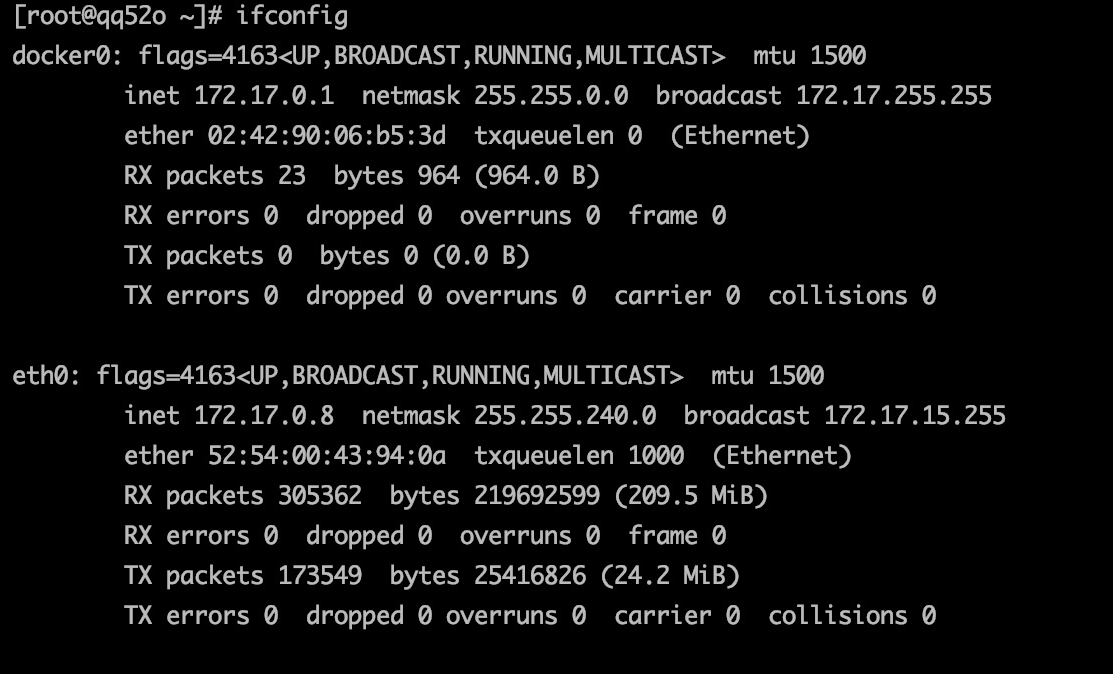 [root@qq52o ~]# ifconfig
docker0: flags=4163<UP,BROADCAST,RUNNING,MULTICAST>  mtu 1500
        inet 172.17.0.1  netmask 255.255.0.0  broadcast 172.17.255.255
        ether 02:42:90:06:b5:3d  txqueuelen 0  (Ethernet)
        RX packets 23  bytes 964 (964.0 B)
        RX errors 0  dropped 0  overruns 0  frame 0
        TX packets 0  bytes 0 (0.0 B)
        TX errors 0  dropped 0 overruns 0  carrier 0  collisions 0

eth0: flags=4163<UP,BROADCAST,RUNNING,MULTICAST>  mtu 1500
        inet 172.17.0.8  netmask 255.255.240.0  broadcast 172.17.15.255
        ether 52:54:00:43:94:0a  txqueuelen 1000  (Ethernet)
        RX packets 305362  bytes 219692599 (209.5 MiB)
        RX errors 0  dropped 0  overruns 0  frame 0
        TX packets 173549  bytes 25416826 (24.2 MiB)
        TX errors 0  dropped 0 overruns 0  carrier 0  collisions 0